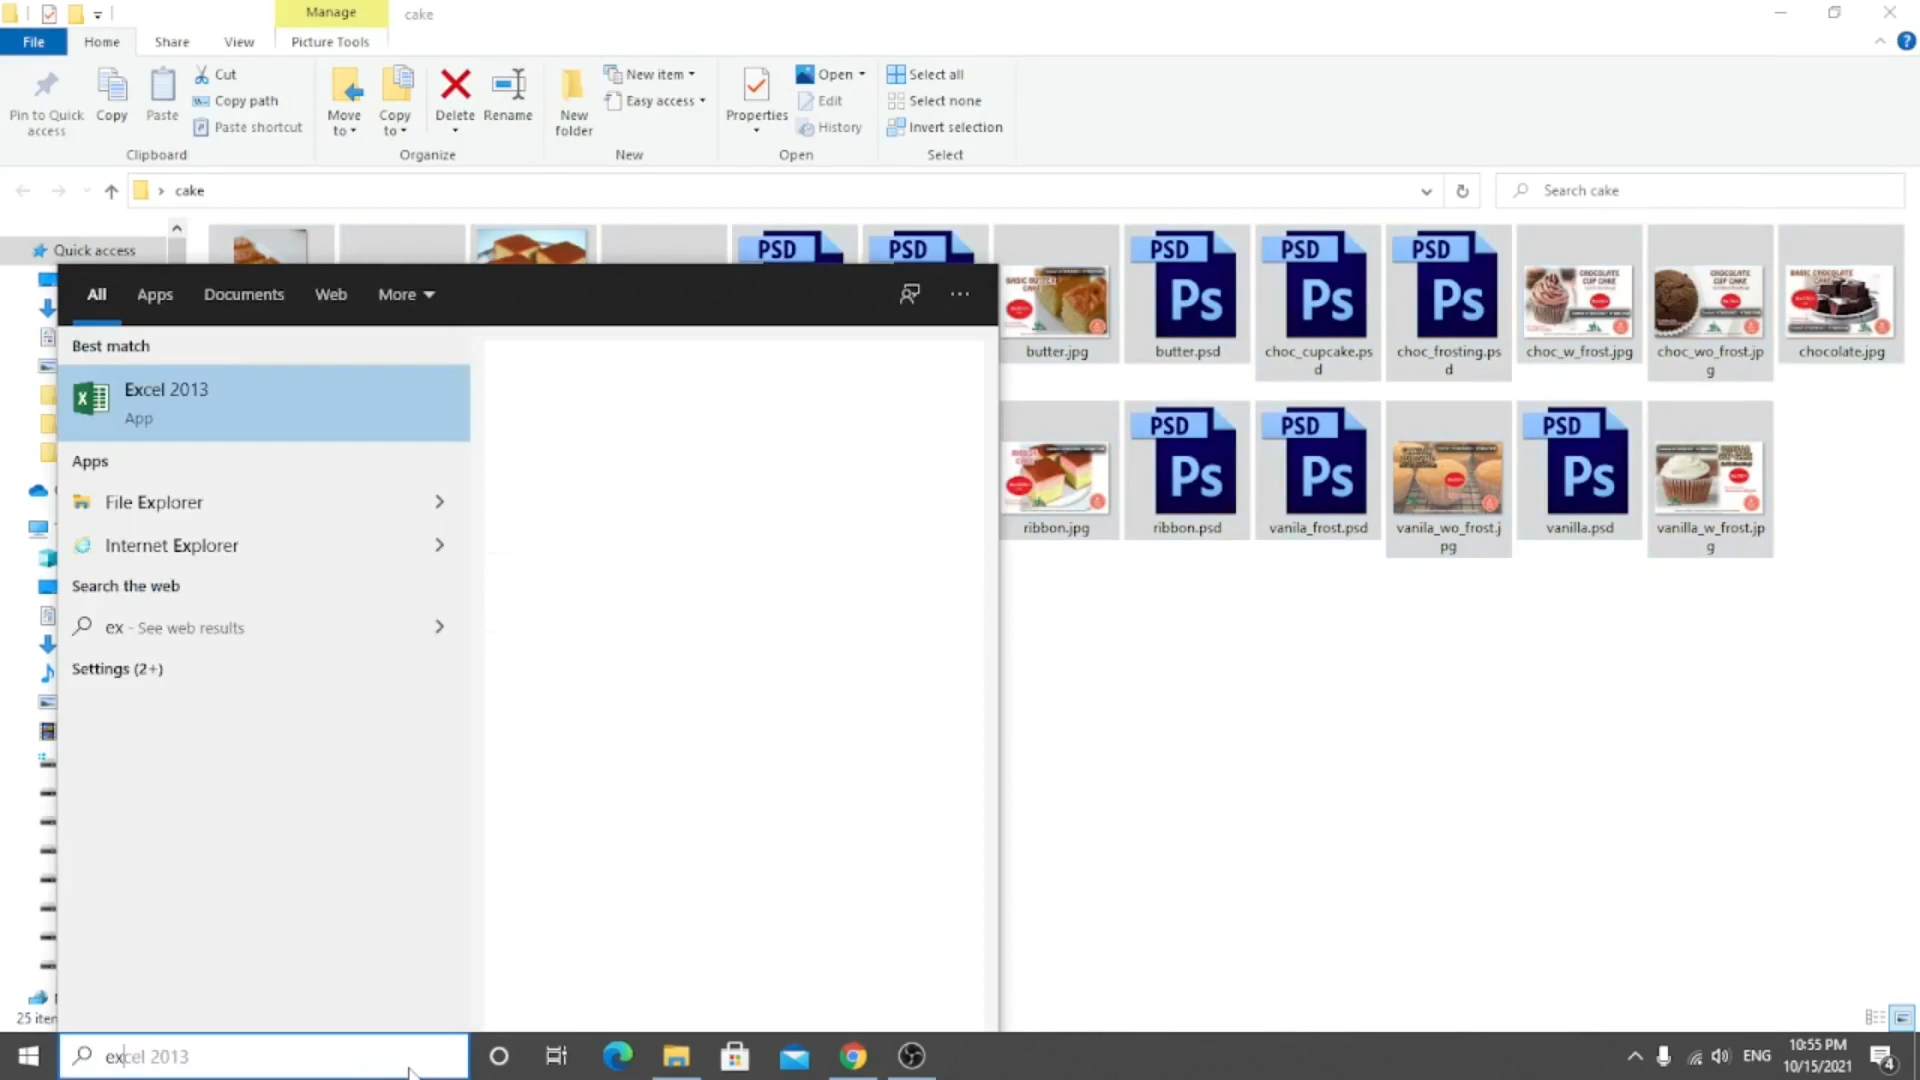 Manage
cake
File
Home
Share
View
Picture Tools
Pin to Quick access
Copy
Paste
Cut
Copy path
Paste shortcut
Clipboard
Move to
Copy to
Delete
Rename
Organize
New folder
New item
Easy access
New
Properties
Open
Edit
History
Open
Select all
Select none
Invert selection
Select
cake
Search cake
Quick access
PSD
PSD
PSD
Ps
PSD
Ps
PSD
Ps
butter.jpg
butter.psd
choc_cupcake.ps
d
choc_frosting.ps
d
choc_w_frost.jpg
choc_wo_frost.jp
g
chocolate.jpg
PSD
Ps
PSD
Ps
PSD
Ps
ribbon.jpg
ribbon.psd
vanila_frost.psd
vanilla_wo_frost.j
pg
vanilla.psd
vanilla_w_frost.jp
g
All
Apps
Documents
Web
More
Best match
Excel 2013
App
Apps
File Explorer
Internet Explorer
Search the web
ex - See web results
Settings (2+)
25 iten
excel 2013
ENG
10:55 PM
10/15/2021
4